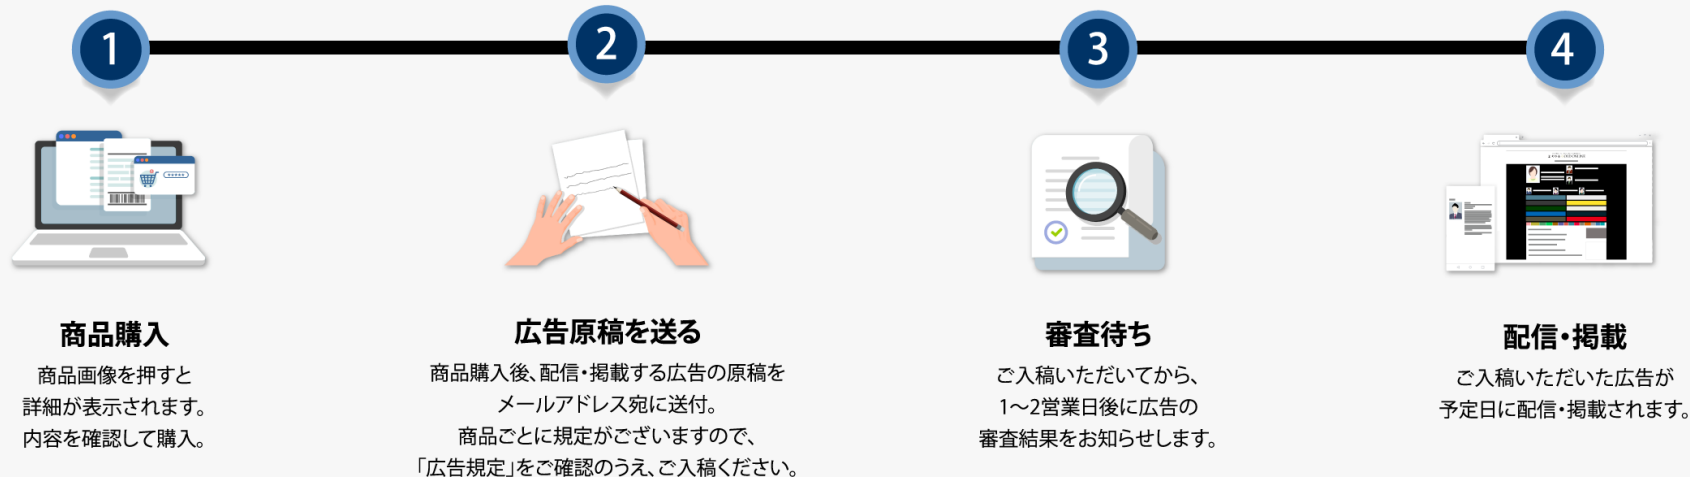 1
商品購入
商品画像を押すと
詳細が表示されます。
内容を確認して購入。
2
広告原稿を送る
商品購入後、配信・掲載する広告の原稿を
メールアドレス宛に送付。
商品ごとに規定がございますので、
「広告規定」をご確認のうえ、ご入稿ください。
3
審査待ち
ご入稿いただいてから、
1〜2営業日後に広告の
審査結果をお知らせします。
4
配信・掲載
ご入稿いただいた広告が
予定日に配信・掲載されます。